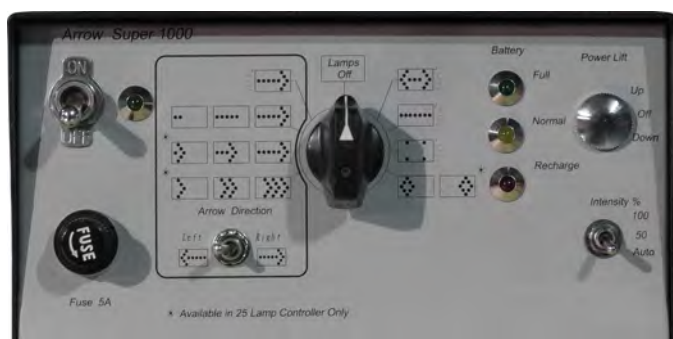 Arrow Super 1000
ON
OFF
FUSE
Fuse 5A
Lamps
Off
*
*
Arrow Direction
Left
Right
* Available in 25 Lamp Controller Only
*
Battery
Full
Normal
Recharge
Power Lift
Up
Off
Down
Intensity %
100
50
Auto